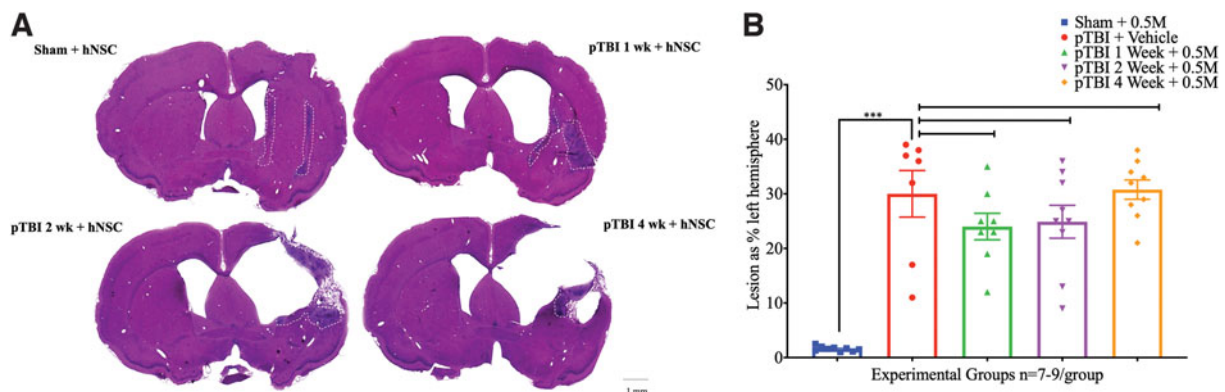 A
Sham + hNSC
pTBI 1 wk + hNSC
pTBI 2 wk + hNSC
pTBI 4 wk + hNSC
1 mm
B
Sham + 0.5M
pTBI + Vehicle
pTBI 1 Week + 0.5M
pTBI 2 Week + 0.5M
pTBI 4 Week + 0.5M
Lesion as % left hemisphere
50
40
30
20
10
0
***
Experimental Groups n=7-9/group